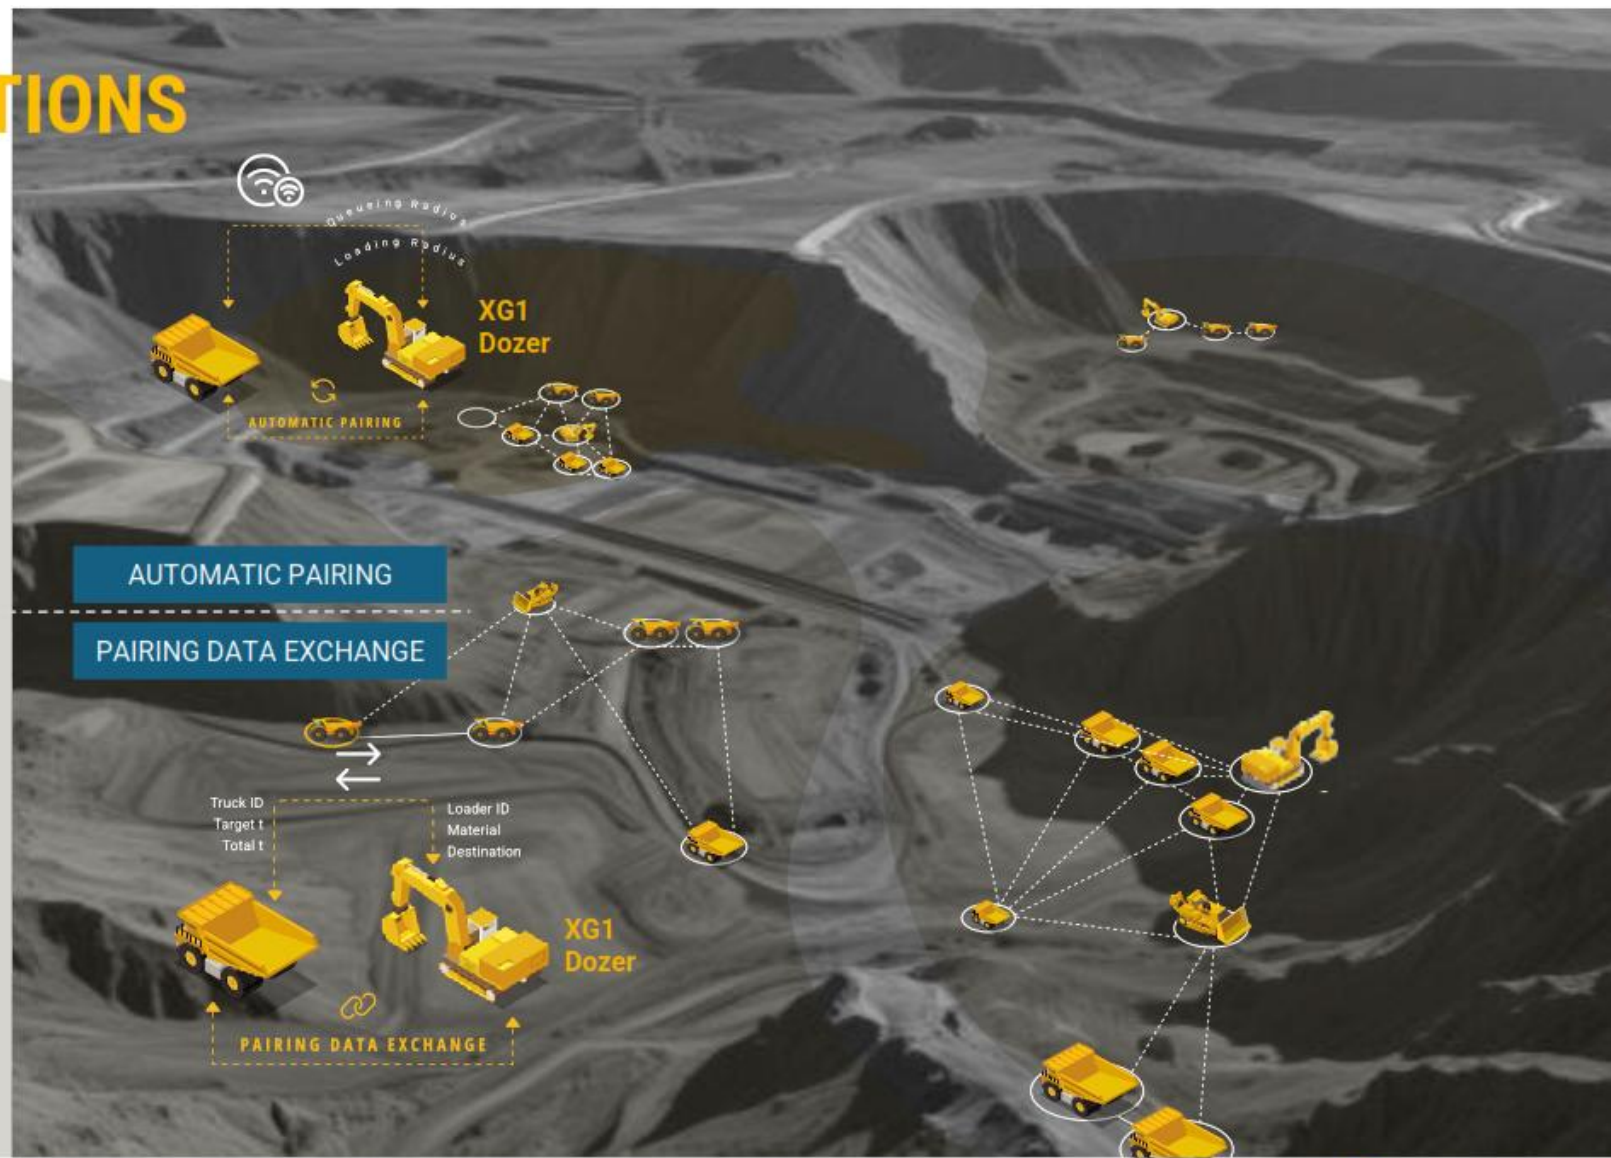 TIONS
Queueing Radius
Loading Radius
XG1
Dozer
AUTOMATIC PAIRING
AUTOMATIC PAIRING
PAIRING DATA EXCHANGE
Truck ID
Target t
Total t
Loader ID
Material
Destination
XG1
Dozer
PAIRING DATA EXCHANGE